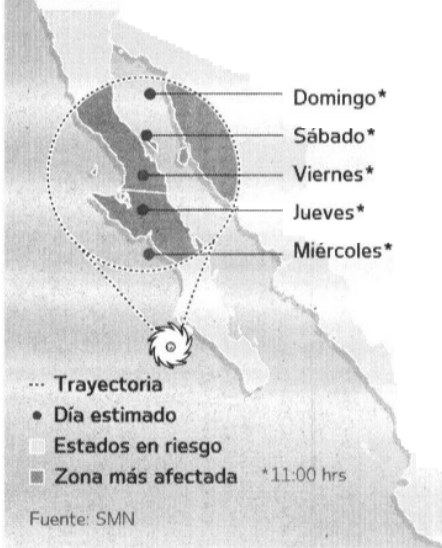 Domingo*
Sábado*
Viernes*
Jueves*
Miércoles*
Trayectoria
Día estimado
Estados en riesgo
Zona más afectada *11:00 hrs
Fuente: SMN